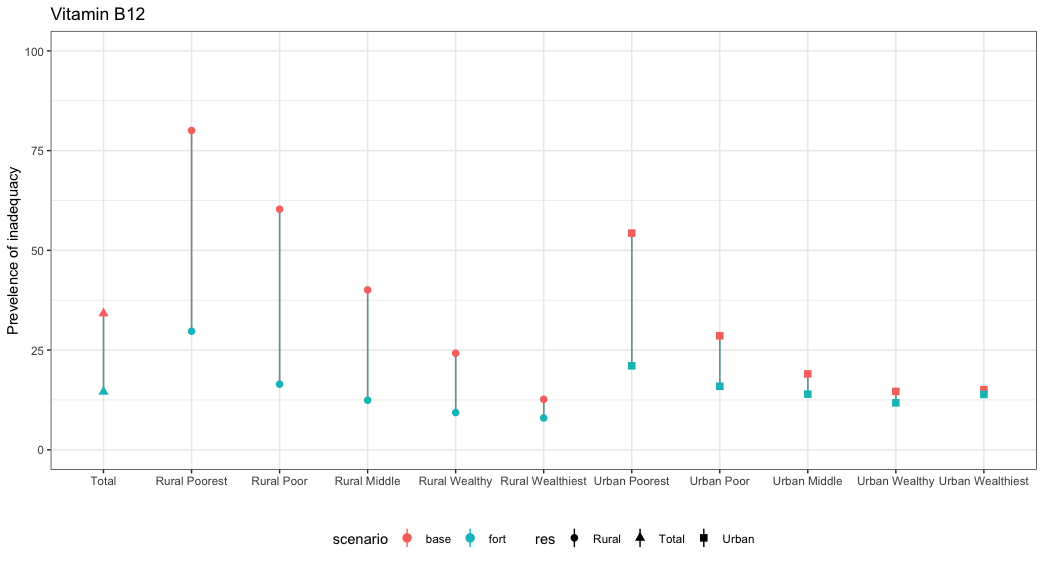 Vitamin B12
Prevelence of inadequacy
100
75
50
25
0
Total Rural Poorest Rural Poor Rural Middle Rural Wealthy Rural Wealthiest Urban Poorest Urban Poor Urban Middle Urban Wealthy Urban Wealthiest
scenario base fort res Rural Total Urban